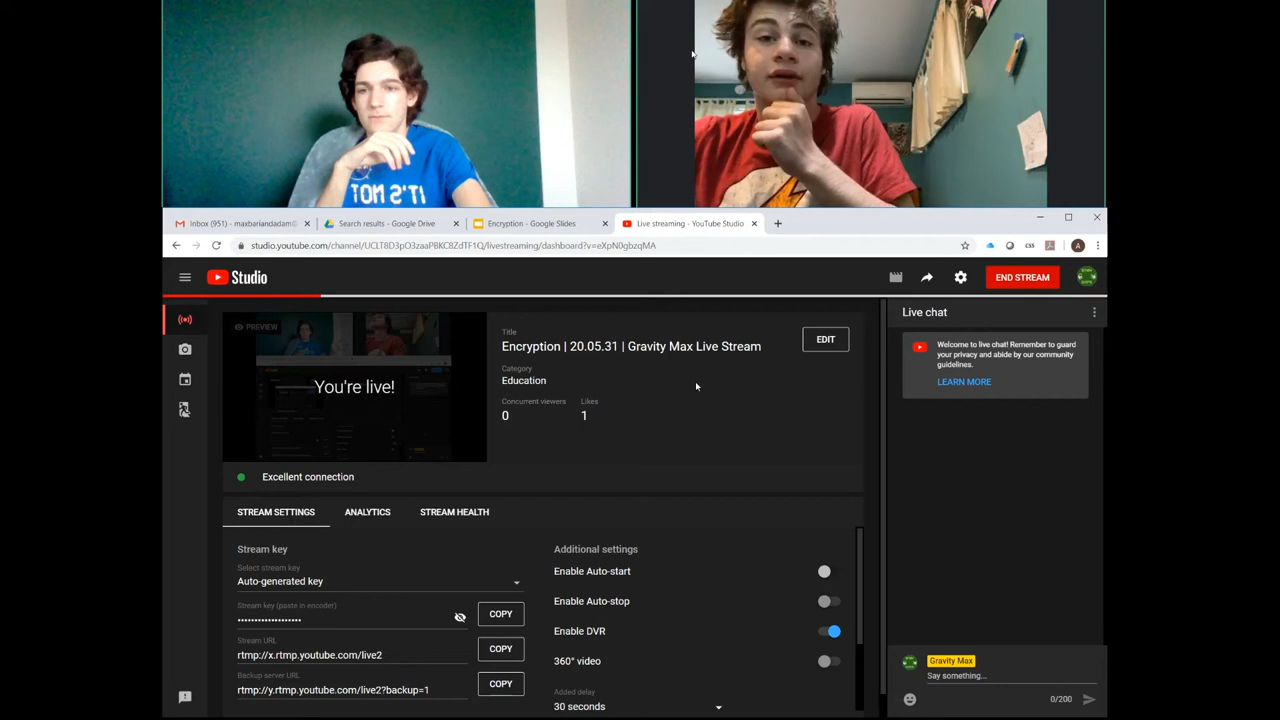 IT'S NOT
Inbox (951) - maxbariandadam@
Search results - Google Drive
Encryption - Google Slides
Live streaming - YouTube Studio
studio.youtube.com/channel/UCLT8D3pO3zaaPBKC8ZdTF1Q/livestreaming/dashboard?v=eXpN0gbzqMA
css
A
Studio
END STREAM
PREVIEW
You're live!
Title
Encryption | 20.05.31 | Gravity Max Live Stream
EDIT
Category
Education
Concurrent viewers
Likes
0
1
Excellent connection
STREAM SETTINGS
ANALYTICS
STREAM HEALTH
Stream key
Select stream key
Auto-generated key
Stream key (paste in encoder)
•••••••••••••••••••
COPY
Stream URL
rtmp://x.rtmp.youtube.com/live2
COPY
Backup server URL
rtmp://y.rtmp.youtube.com/live2?backup=1
COPY
Additional settings
Enable Auto-start
Enable Auto-stop
Enable DVR
360° video
Added delay
30 seconds
Live chat
Welcome to live chat! Remember to guard
your privacy and abide by our community
guidelines.
LEARN MORE
Gravity Max
Say something...
0/200